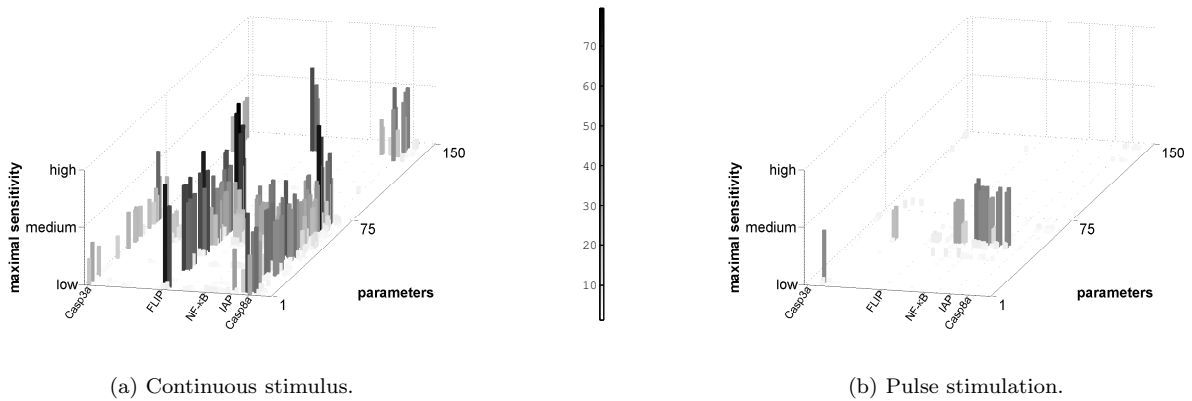 high
medium
low
maximal sensitivity
Casp3a
FLIP
NF-κB
IAP
Casp8a
1
75
150
parameters
70
60
50
40
30
20
10
high
medium
low
maximal sensitivity
Casp3a
FLIP
NF-κB
IAP
Casp8a
1
75
150
parameters
(a) Continuous stimulus.
(b) Pulse stimulation.